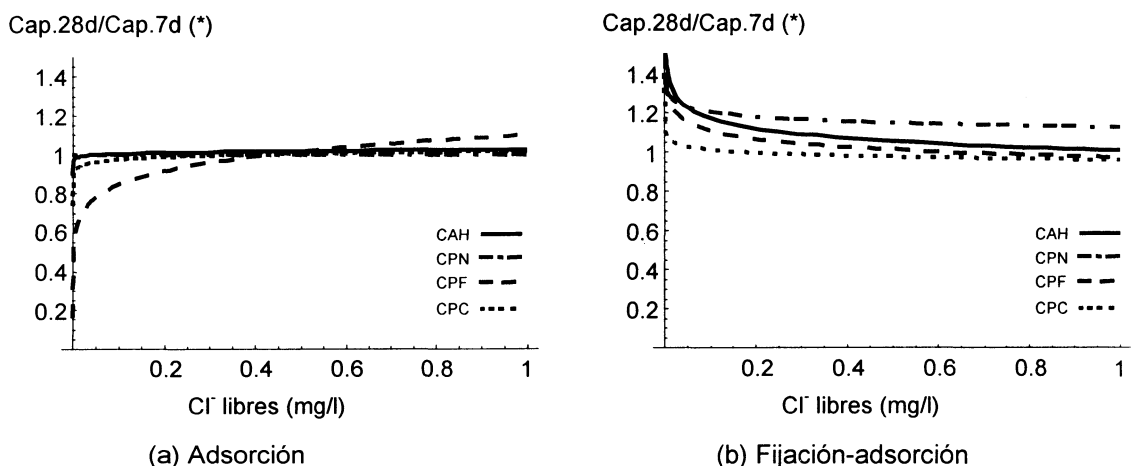 Cap.28d/Cap.7d (*)
1.4
1.2
1
0.8
0.6
0.4
0.2
CAH
CPN
CPF
CPC
0.2 0.4 0.6 0.8 1
Cl⁻ libres (mg/l)
(a) Adsorción
Cap.28d/Cap.7d (*)
1.4
1.2
1
0.8
0.6
0.4
0.2
CAH
CPN
CPF
CPC
0.2 0.4 0.6 0.8 1
Cl⁻ libres (mg/l)
(b) Fijación-adsorción